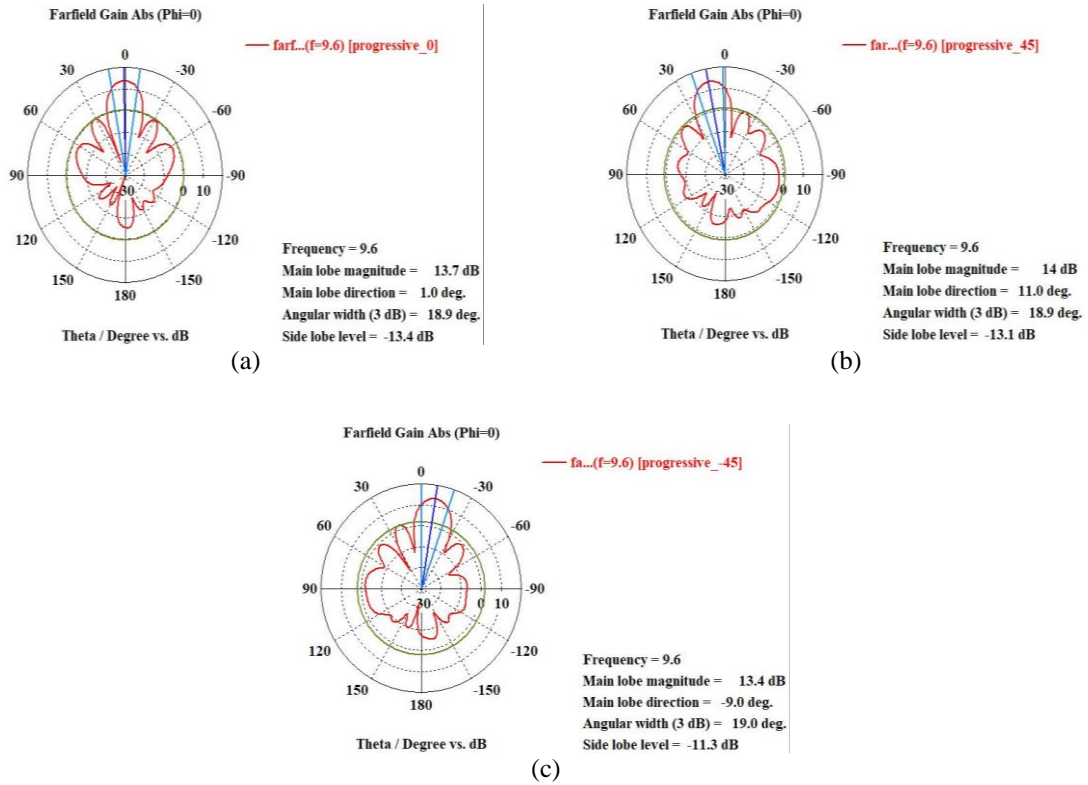 Farfield Gain Abs (Phi=0)
farf...(f=9.6) [progressive_0]
0
30 -30
60 -60
90 -30 0 10 -90
120 -120
150 -150
180
Frequency = 9.6
Main lobe magnitude = 13.7 dB
Main lobe direction = 1.0 deg.
Angular width (3 dB) = 18.9 deg.
Side lobe level = -13.4 dB
Theta / Degree vs. dB
(a)
Farfield Gain Abs (Phi=0)
far...(f=9.6) [progressive_45]
0
30 -30
60 -60
90 -30 0 10 -90
120 -120
150 -150
180
Frequency = 9.6
Main lobe magnitude = 14 dB
Main lobe direction = 11.0 deg.
Angular width (3 dB) = 18.9 deg.
Side lobe level = -13.1 dB
Theta / Degree vs. dB
(b)
Farfield Gain Abs (Phi=0)
fa...(f=9.6) [progressive_-45]
0
30 -30
60 -60
90 -30 0 10 -90
120 -120
150 -150
180
Frequency = 9.6
Main lobe magnitude = 13.4 dB
Main lobe direction = -9.0 deg.
Angular width (3 dB) = 19.0 deg.
Side lobe level = -11.3 dB
Theta / Degree vs. dB
(c)